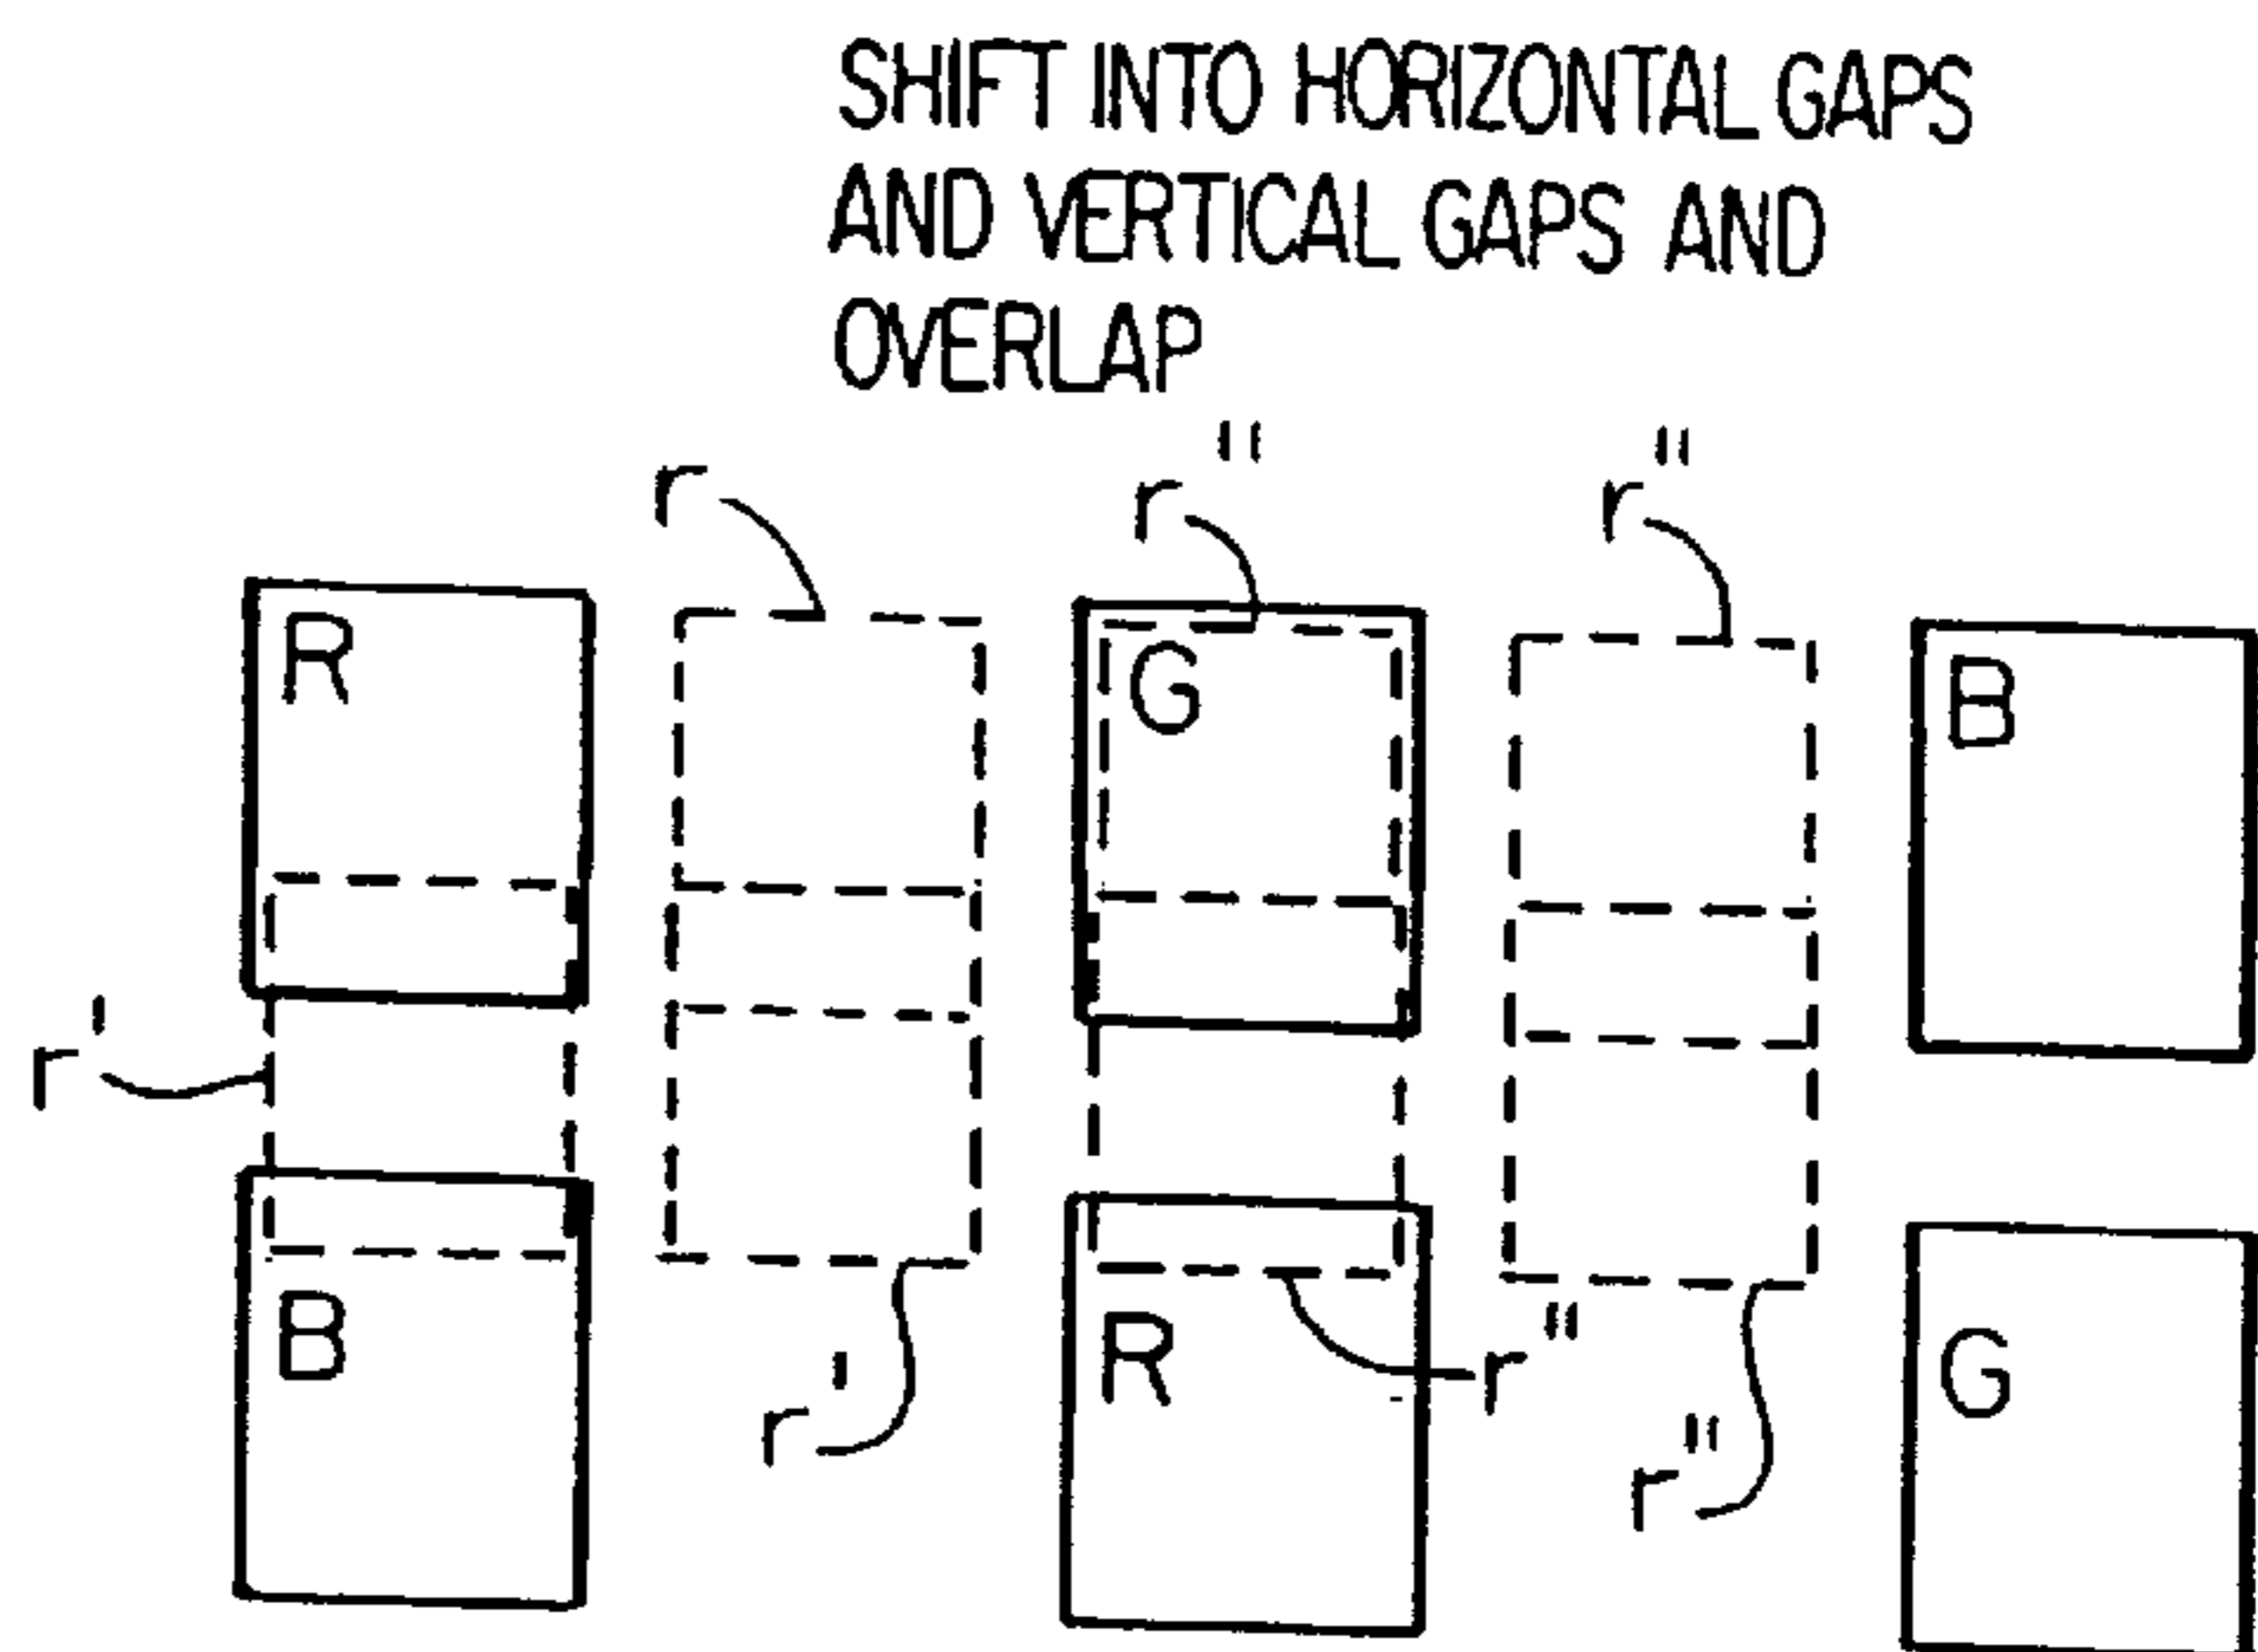 SHIFT INTO HORIZONTAL GAPS
AND VERTICAL GAPS AND
OVERLAP
r r" r"
R G B
r'
B R G
r' r" r"